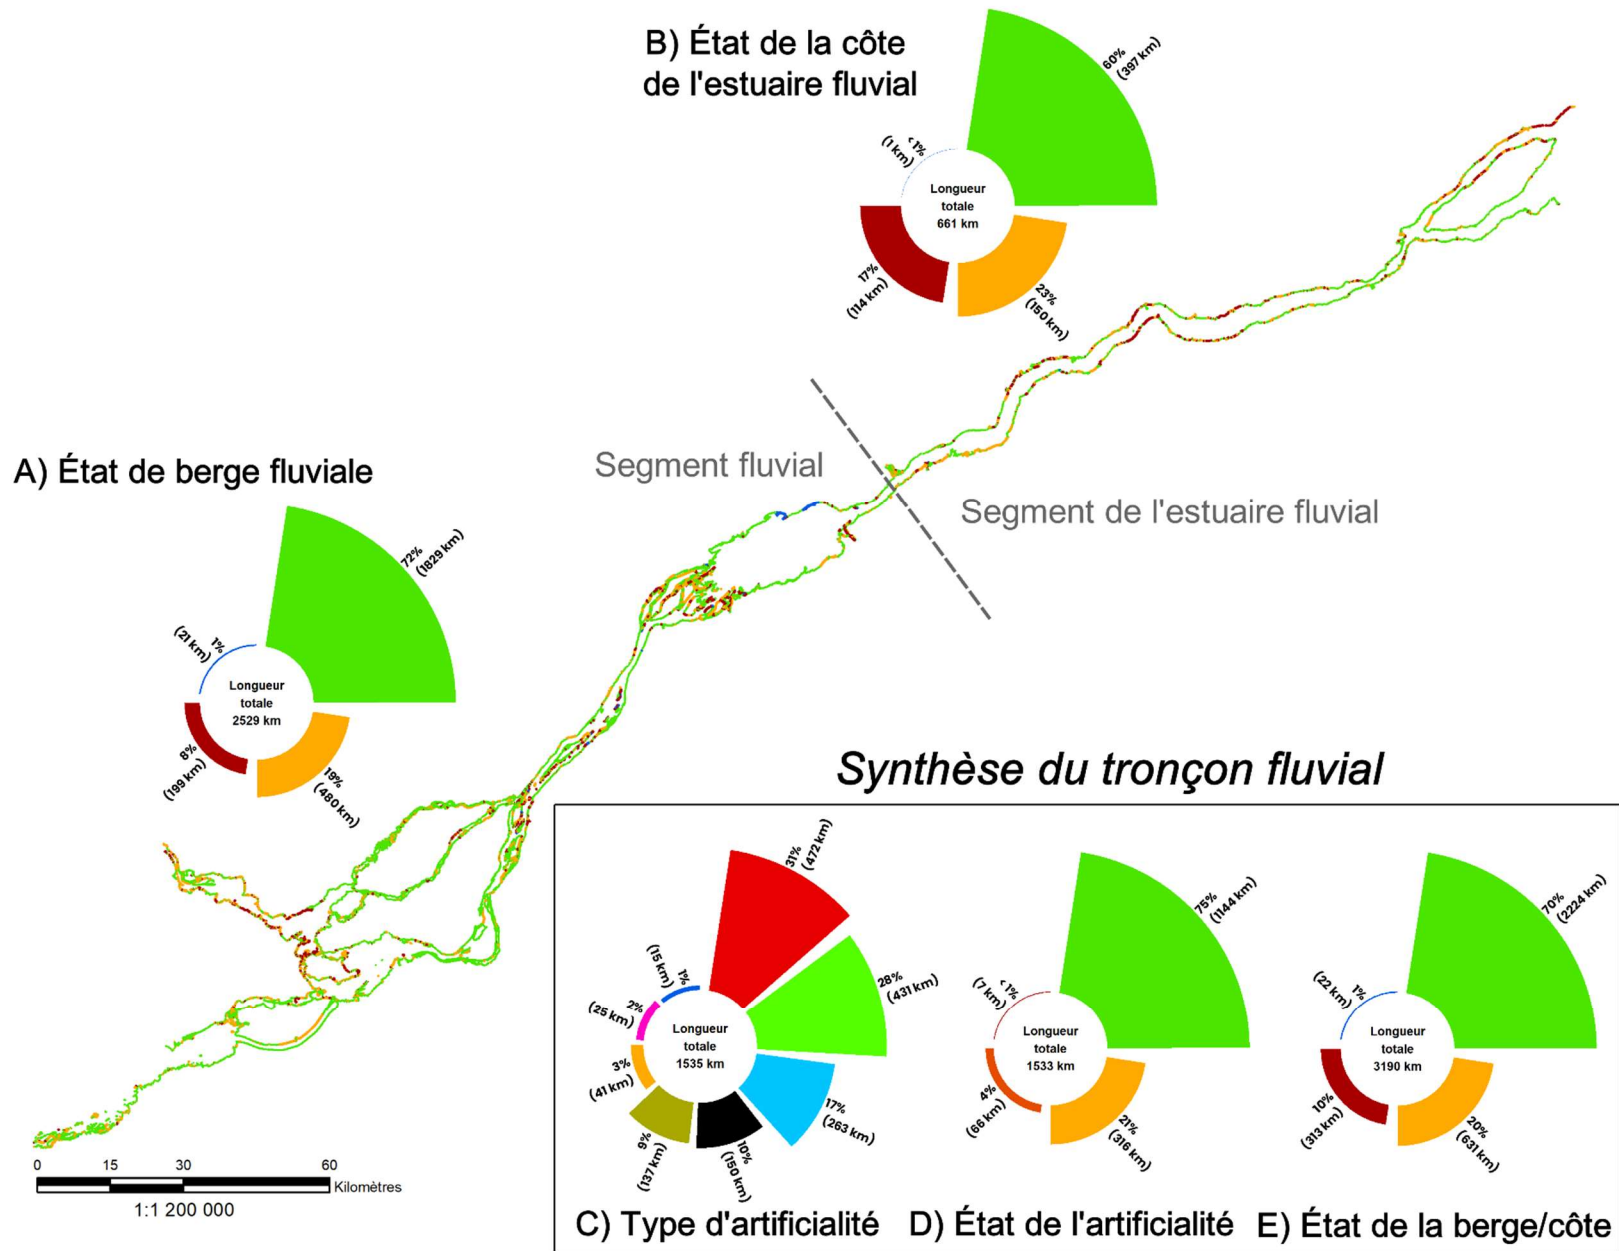 B) État de la côte
de l'estuaire fluvial
60%
(397 km)
<1%
(1 km)
Longueur
totale
661 km
17%
(114 km)
23%
(150 km)
Segment fluvial
Segment de l'estuaire fluvial
A) État de berge fluviale
72%
(1829 km)
1%
(21 km)
Longueur
totale
2529 km
8%
(199 km)
19%
(480 km)
Synthèse du tronçon fluvial
31%
(472 km)
28%
(431 km)
1%
(15 km)
2%
(25 km)
Longueur
totale
1535 km
3%
(41 km)
17%
(263 km)
9%
(137 km)
10%
(150 km)
C) Type d'artificialité
75%
(1144 km)
<1%
(7 km)
Longueur
totale
1533 km
4%
(66 km)
21%
(316 km)
D) État de l'artificialité
70%
(2224 km)
1%
(22 km)
Longueur
totale
3190 km
10%
(313 km)
20%
(631 km)
E) État de la berge/côte
0 15 30 60
Kilomètres
1:1 200 000